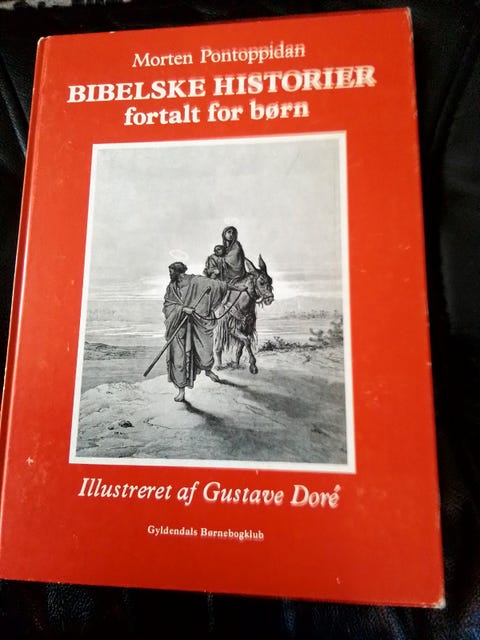 Morten Pontoppidan
BIBELSKE HISTORIER
fortalt for børn
Illustreret af Gustave Doré
Gyldendals Børnebogklub